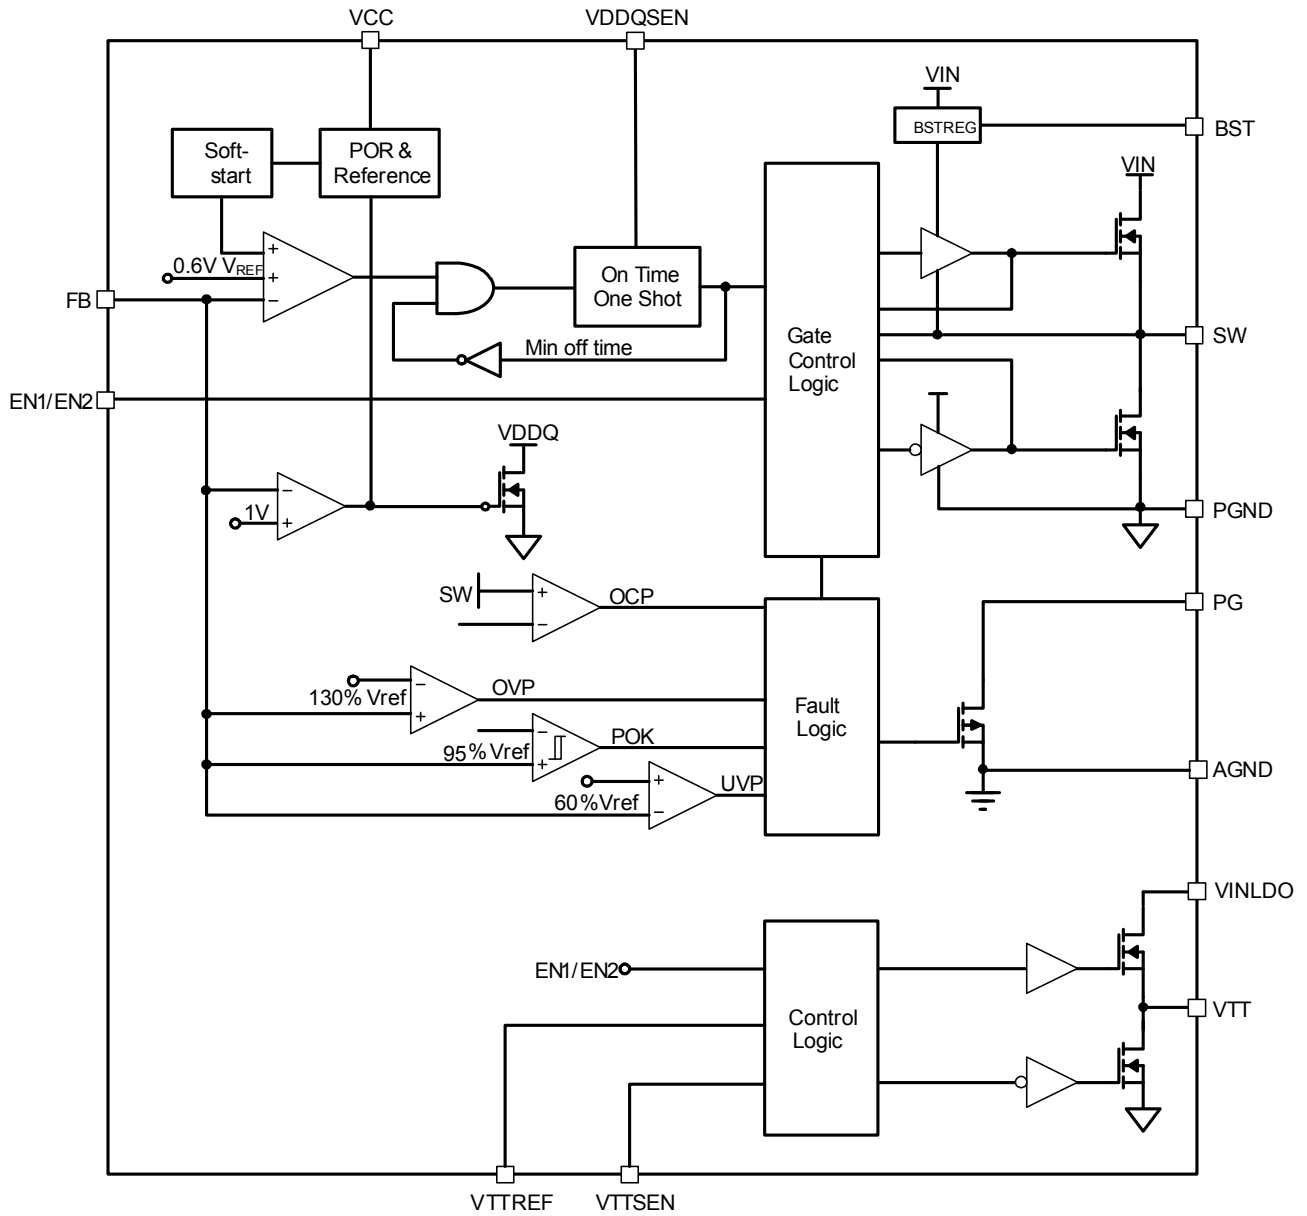 VCC
VDDQSEN
VIN
BSTREG
BST
Soft-
start
POR &
Reference
VIN
0.6V VREF
+
+
−
On Time
One Shot
FB
Min off time
Gate
Control
Logic
SW
EN1/EN2
VDDQ
−
1V
+
PGND
SW
+
−
OCP
PG
130% Vref
−
+
OVP
Fault
Logic
−
95% Vref
+
POK
AGND
+
60%Vref
−
UVP
VINLDO
EN1/EN2
Control
Logic
VTT
VTTREF
VTTSEN